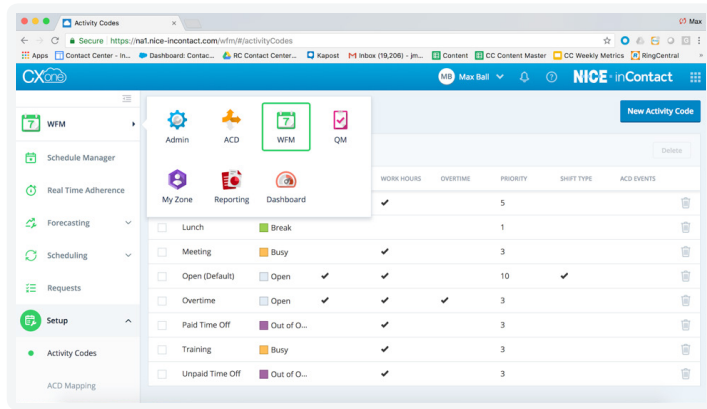 Activity Codes
Max
Secure https://na1.nice-incontact.com/wfm/#/activityCodes
Apps Contact Center - In... Dashboard: Contac... RC Contact Center... Kapost Inbox (19,206) - jm... Content CC Content Master CC Weekly Metrics RingCentral »
CXone MB Max Ball ? NICE inContact
7 WFM
New Activity Code
Admin ACD 7 WFM QM
Schedule Manager
Delete
Real Time Adherence
My Zone Reporting Dashboard
WORK HOURS OVERTIME PRIORITY SHIFT TYPE ACD EVENTS
✔ 5
Forecasting
Lunch Break 1
Scheduling
Meeting Busy ✔ 3
Open (Default) Open ✔ ✔ 10 ✔
Requests
Overtime Open ✔ ✔ ✔ 3
Setup
Paid Time Off Out of O... ✔ 3
Activity Codes
Training Busy ✔ 3
Unpaid Time Off Out of O... ✔ 3
ACD Mapping